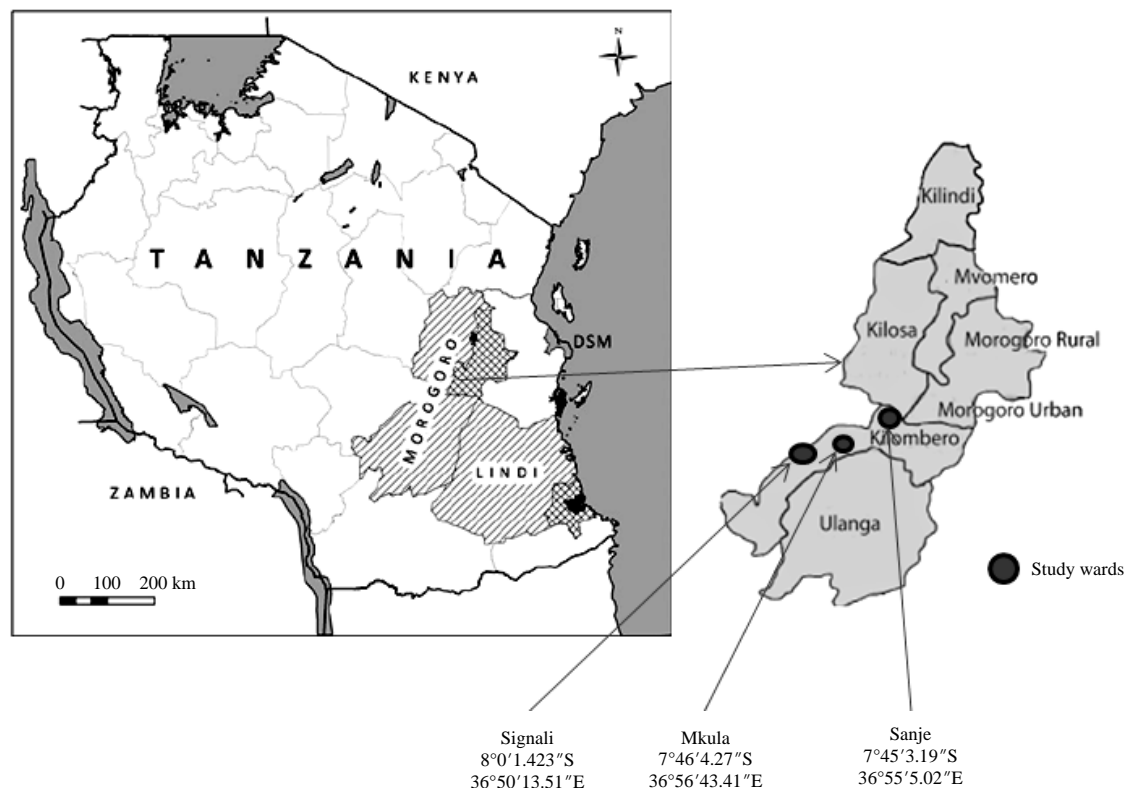 N
KENYA
TANZANIA
DSM
MOROGORO
LINDI
ZAMBIA
0 100 200 km
Kilindi
Mvomero
Kilosa
Morogoro Rural
Morogoro Urban
Kilombero
Ulanga
Study wards
Signali
8°0′1.423″S
36°50′13.51″E
Mkula
7°46′4.27″S
36°56′43.41″E
Sanje
7°45′3.19″S
36°55′5.02″E